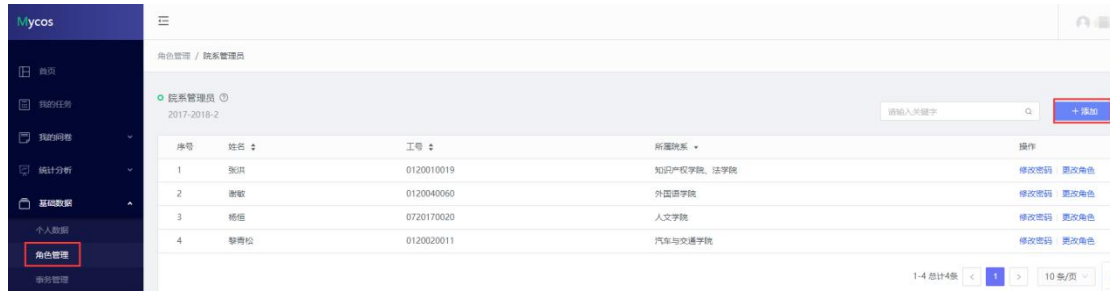 Mycos
首页
我的任务
我的问卷
统计分析
基础数据
个人数据
角色管理
事务管理
角色管理 / 院系管理员
院系管理员
2017-2018-2
请输入关键字
+ 添加
序号 姓名 工号 所属院系 操作
1 张洪 0120010019 知识产权学院、法学院 修改密码 更改角色
2 谢敏 0120040060 外国语学院 修改密码 更改角色
3 杨恒 0720170020 人文学院 修改密码 更改角色
4 黎青松 0120020011 汽车与交通学院 修改密码 更改角色
1-4 总计4条 < 1 > 10 条/页